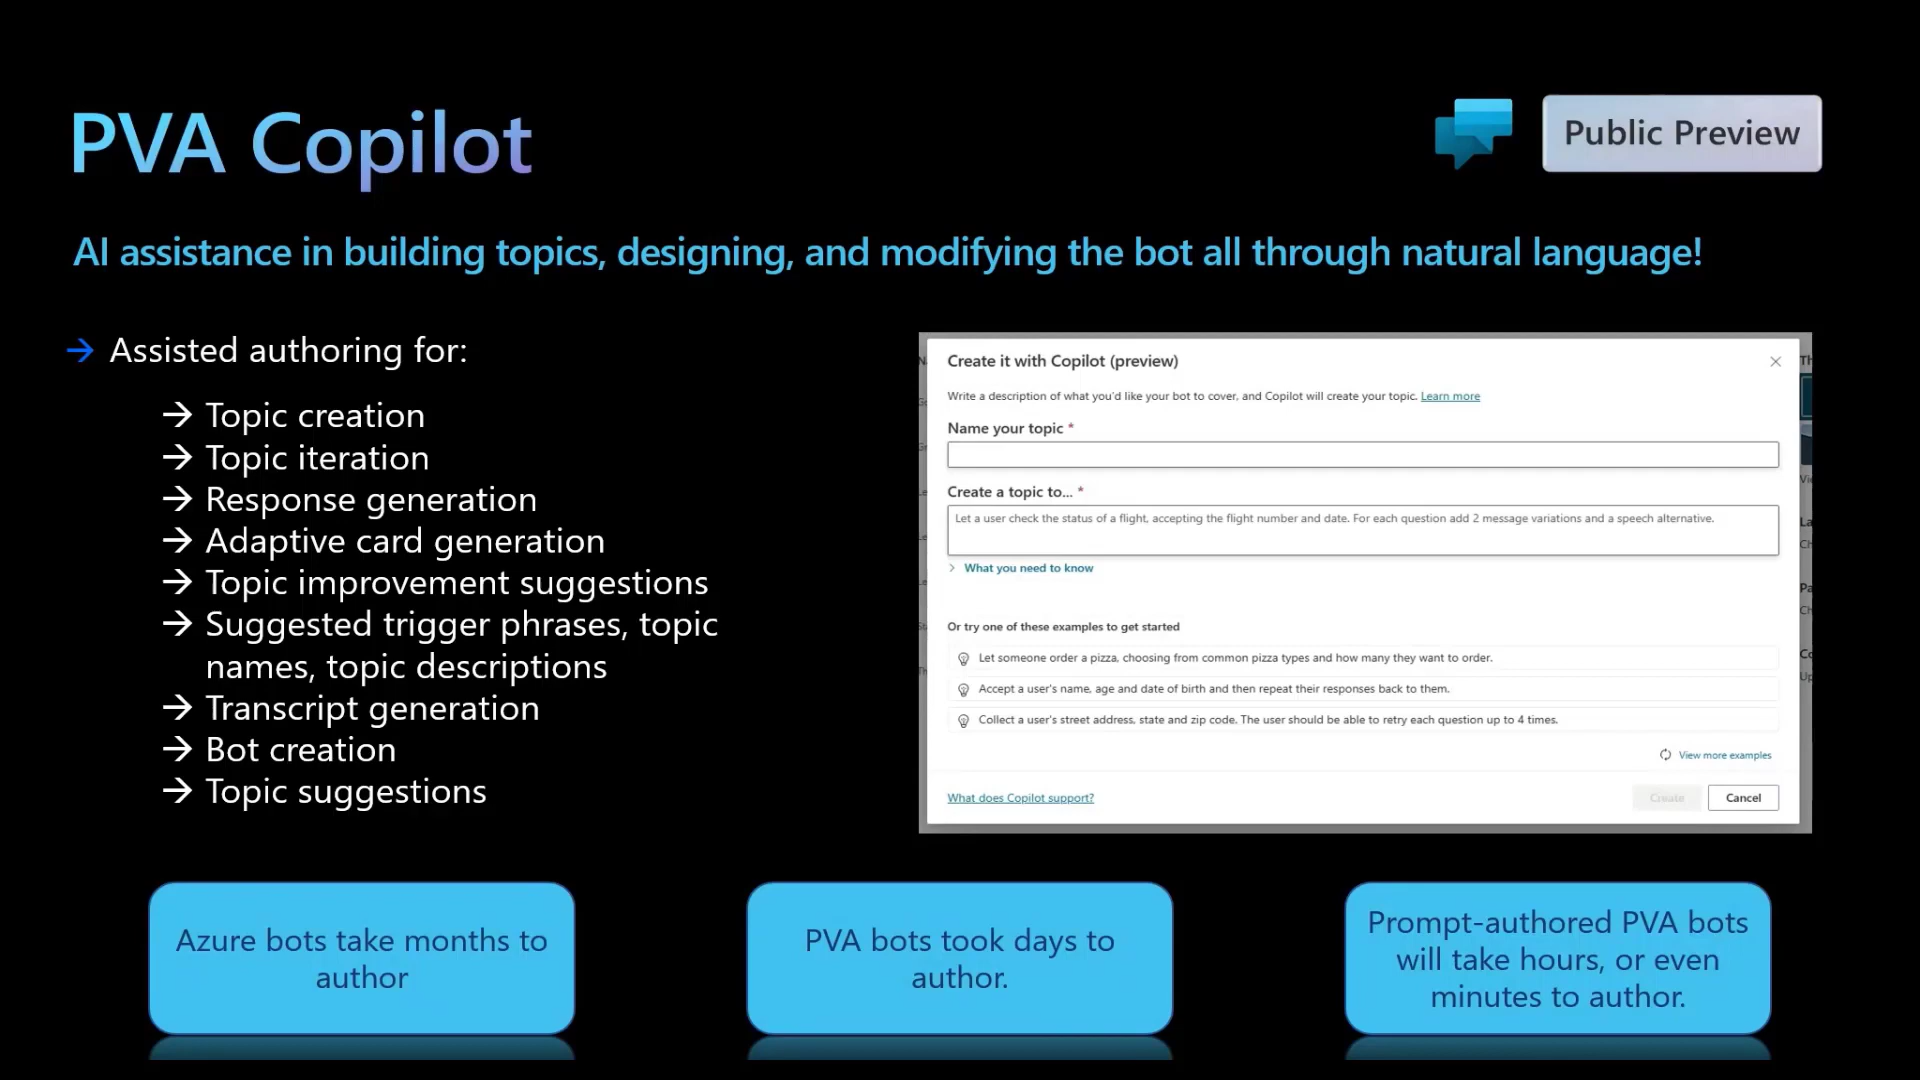 PVA Copilot
Public Preview
AI assistance in building topics, designing, and modifying the bot all through natural language!
→ Assisted authoring for:
→ Topic creation
→ Topic iteration
→ Response generation
→ Adaptive card generation
→ Topic improvement suggestions
→ Suggested trigger phrases, topic
names, topic descriptions
→ Transcript generation
→ Bot creation
→ Topic suggestions
Create it with Copilot (preview)
Write a description of what you'd like your bot to cover, and Copilot will create your topic. Learn more
Name your topic *
Create a topic to... *
Let a user check the status of a flight, accepting the flight number and date. For each question add 2 message variations and a speech alternative.
What you need to know
Or try one of these examples to get started
Let someone order a pizza, choosing from common pizza types and how many they want to order.
Accept a user's name, age and date of birth and then repeat their responses back to them.
Collect a user's street address, state and zip code. The user should be able to retry each question up to 4 times.
View more examples
What does Copilot support?
Create
Cancel
Azure bots take months to
author
PVA bots took days to
author.
Prompt-authored PVA bots
will take hours, or even
minutes to author.